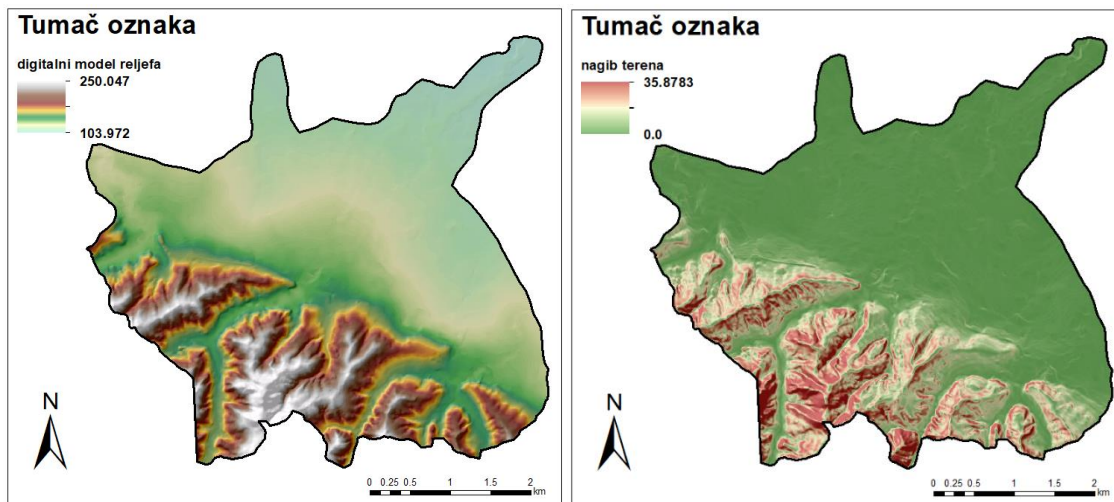 Tumač oznaka
digitalni model reljefa
250.047
103.972
N
0 0.25 0.5 1 1.5 2
km
Tumač oznaka
nagib terena
35.8783
0.0
N
0 0.25 0.5 1 1.5 2
km